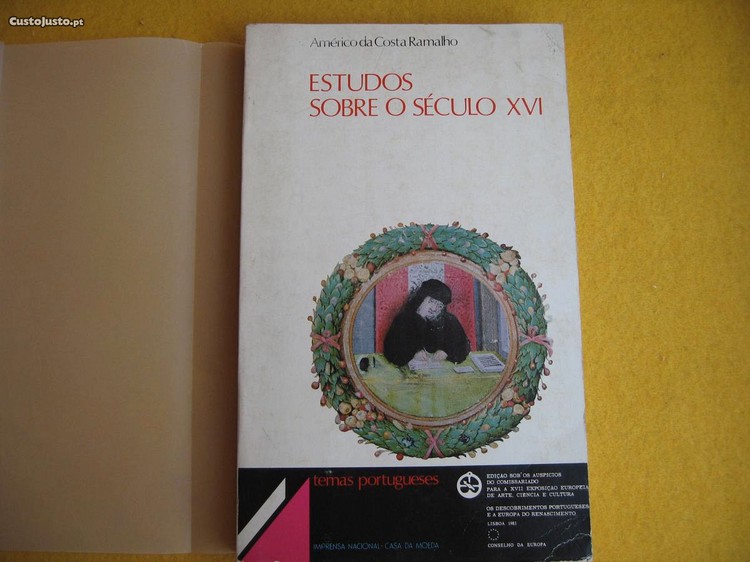 CustoJusto.pt
Américo da Costa Ramalho
ESTUDOS
SOBRE O SÉCULO XVI
temas portugueses
EDIÇÃO SOB OS AUSPÍCIOS
DO COMISSARIADO
PARA A XVII EXPOSIÇÃO EUROPEIA
DE ARTE, CIÊNCIA E CULTURA
OS DESCOBRIMENTOS PORTUGUESES
E A EUROPA DO RENASCIMENTO
LISBOA 1983
CONSELHO DA EUROPA
IMPRENSA NACIONAL - CASA DA MOEDA